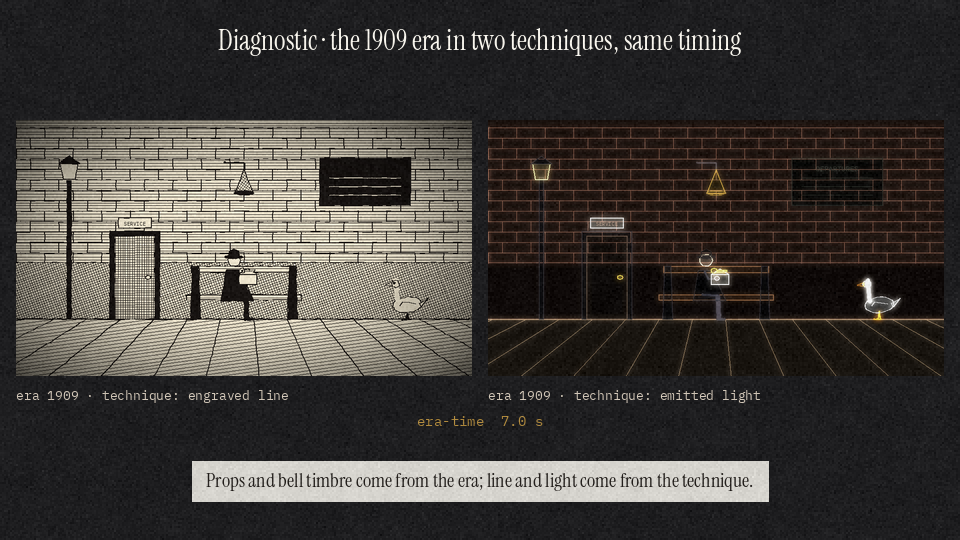 Diagnostic · the 1909 era in two techniques, same timing
SERVICE
era 1909 · technique: engraved line
era 1909 · technique: emitted light
era-time 7.0 s
Props and bell timbre come from the era; line and light come from the technique.